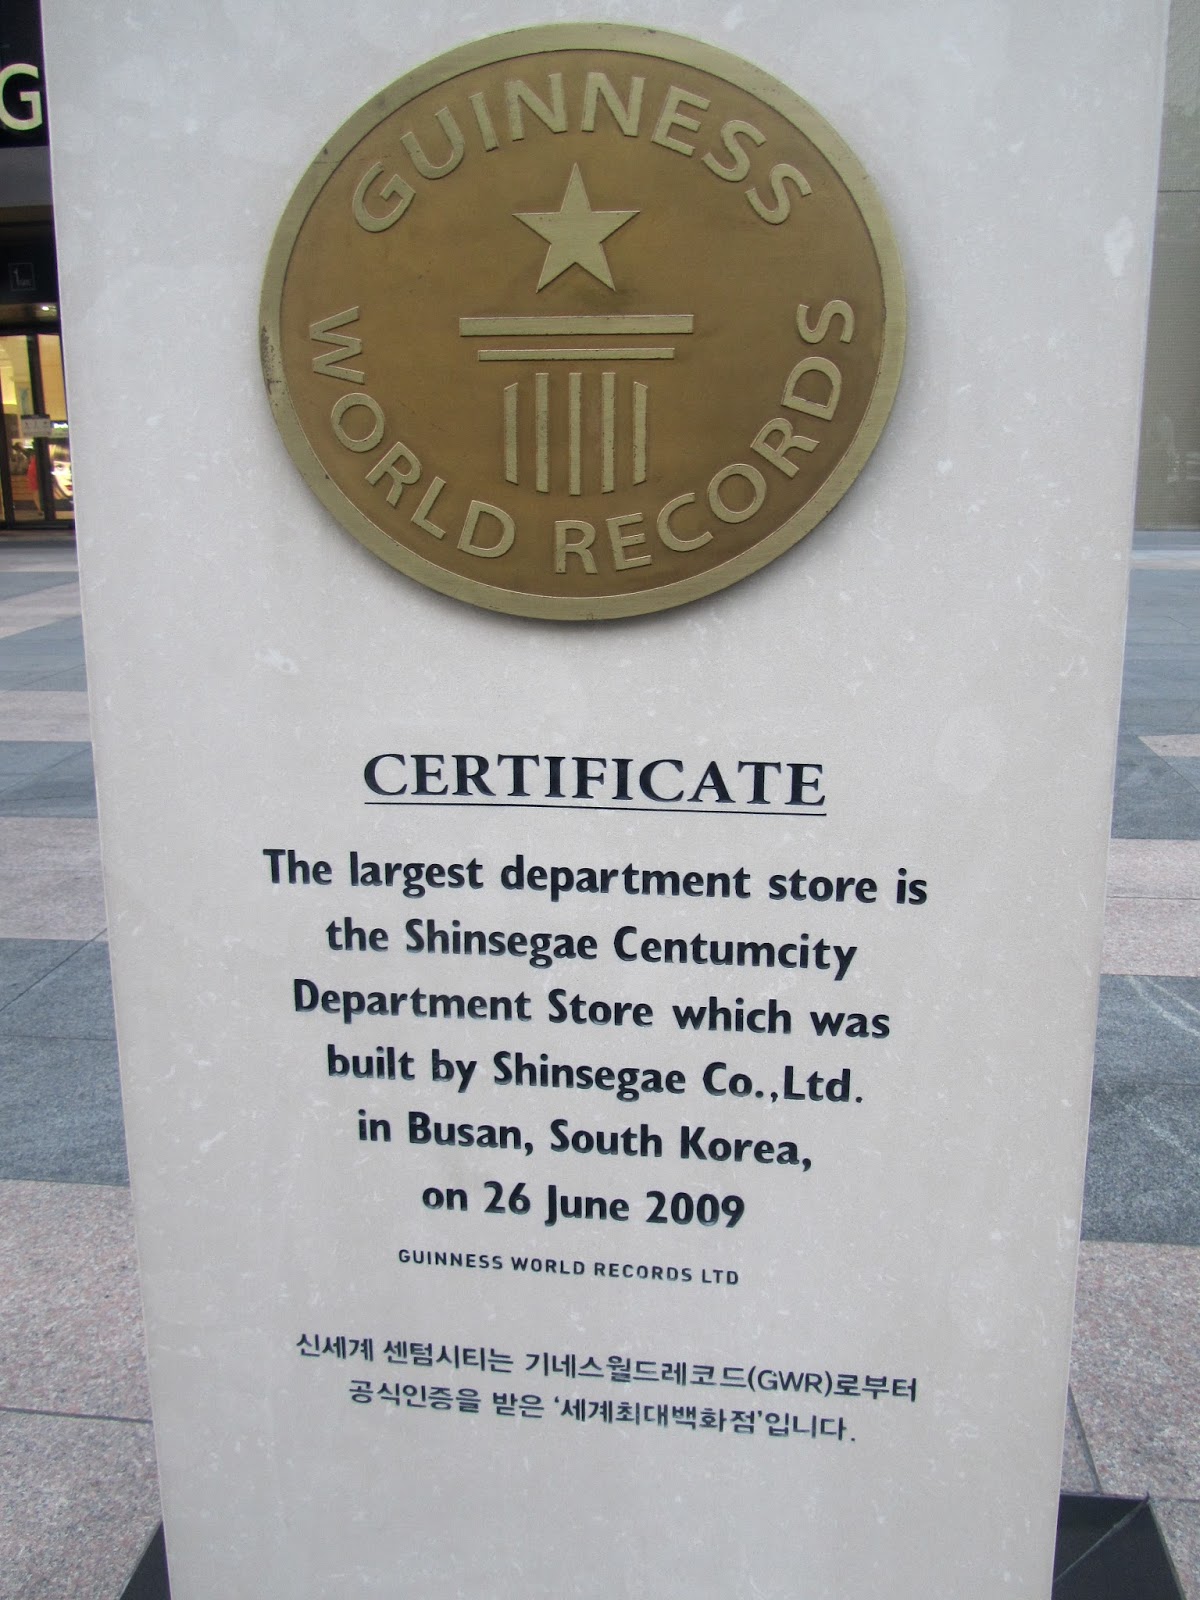 G
GUINNESS
WORLD RECORDS
CERTIFICATE
The largest department store is
the Shinsegae Centumcity
Department Store which was
built by Shinsegae Co.,Ltd.
in Busan, South Korea,
on 26 June 2009
GUINNESS WORLD RECORDS LTD
신세계 센텀시티는 기네스월드레코드(GWR)로부터
공식인증을 받은 ‘세계최대백화점’입니다.